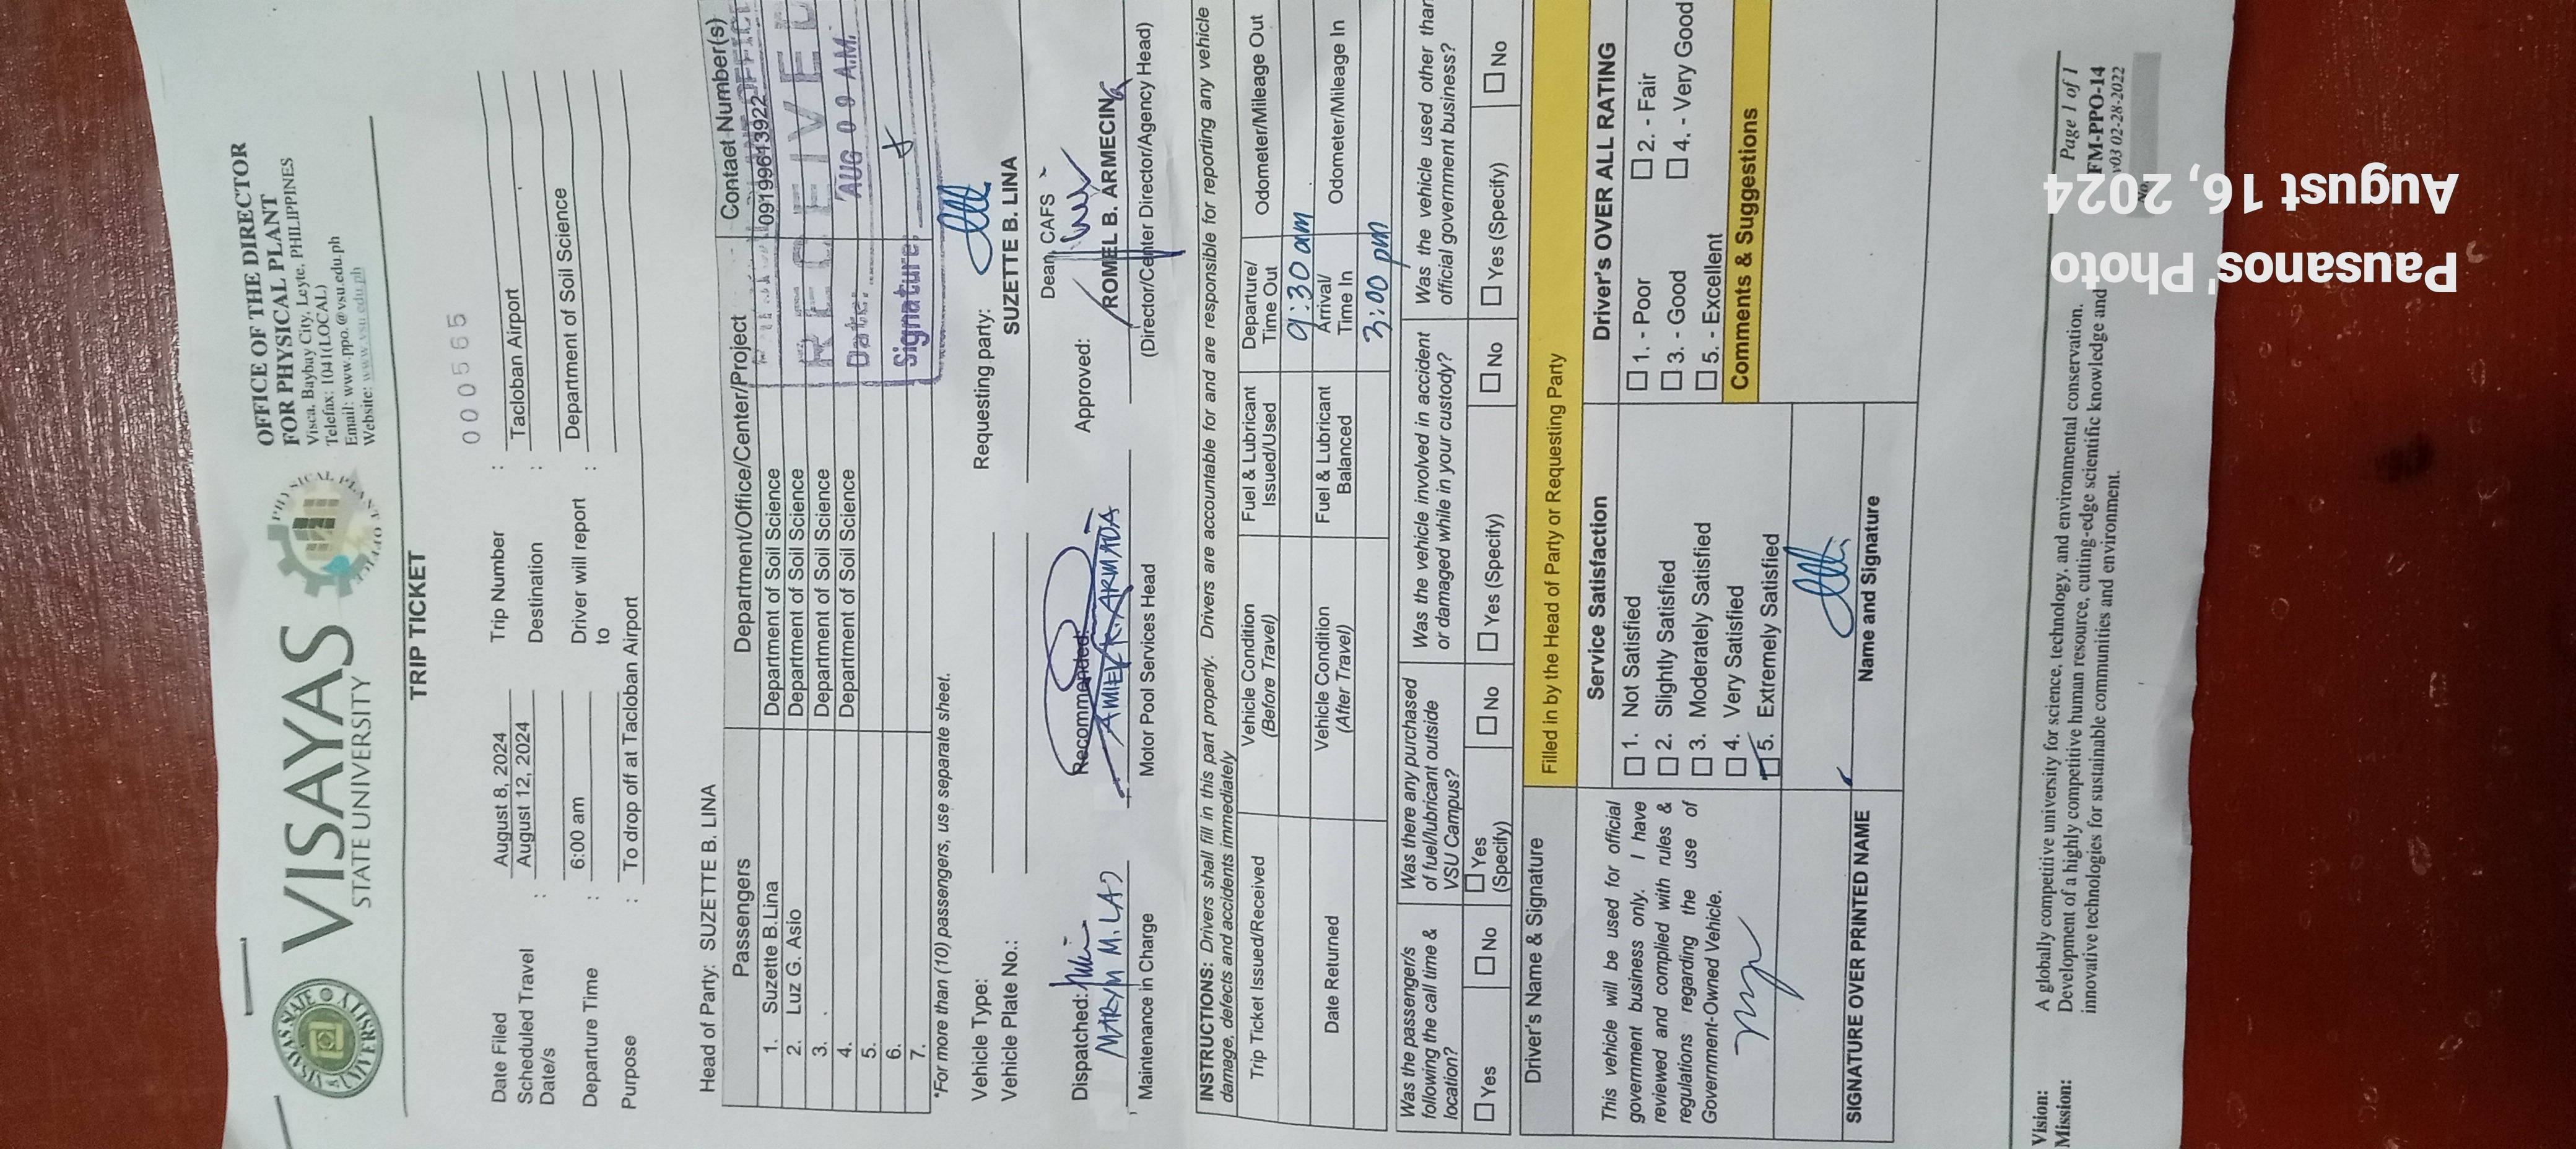 VISAYAS
STATE UNIVERSITY
OFFICE OF THE DIRECTOR
FOR PHYSICAL PLANT
Visca, Baybay City, Leyte, PHILIPPINES
Telefax: 1041(LOCAL)
Email: www.ppo.@vsu.edu.ph
Website: www.vsu.edu.ph
TRIP TICKET
000565
Date Filed : August 8, 2024 Trip Number :
Scheduled Travel Date/s August 12, 2024 Destination : Tacloban Airport
Departure Time : 6:00 am Driver will report to : Department of Soil Science
Purpose : To drop off at Tacloban Airport
Head of Party: SUZETTE B. LINA
Passengers Department/Office/Center/Project Contact Number(s)
1. Suzette B.Lina Department of Soil Science 09199613922
2. Luz G. Asio Department of Soil Science
3. Department of Soil Science
4. Department of Soil Science
5.
6.
7.
RECEIVED
Date: AUG 09 A.M.
Signature:
*For more than (10) passengers, use separate sheet.
Vehicle Type:
Vehicle Plate No.:
Requesting party:
SUZETTE B. LINA
Dean, CAFS
Dispatched: Recommended: Approved:
MARYM M. LAO
ROMEL B. ARMECIN
Maintenance in Charge Motor Pool Services Head (Director/Center Director/Agency Head)
INSTRUCTIONS: Drivers shall fill in this part properly. Drivers are accountable for and are responsible for reporting any vehicle
damage, defects and accidents immediately
Trip Ticket Issued/Received Vehicle Condition (Before Travel) Fuel & Lubricant Issued/Used Departure/ Time Out Odometer/Mileage Out
9:30 am
Date Returned Vehicle Condition (After Travel) Fuel & Lubricant Balanced Arrival/ Time In Odometer/Mileage In
3:00 pm
Was the passenger/s following the call time & location?
Yes No
Was there any purchased of fuel/lubricant outside VSU Campus?
Yes (Specify) No
Was the vehicle involved in accident or damaged while in your custody?
Yes (Specify) No
Was the vehicle used other than official government business?
Yes (Specify) No
Driver's Name & Signature
Filled in by the Head of Party or Requesting Party
This vehicle will be used for official
government business only. I have
reviewed and complied with rules &
regulations regarding the use of
Government-Owned Vehicle.
SIGNATURE OVER PRINTED NAME
Service Satisfaction
1. Not Satisfied
2. Slightly Satisfied
3. Moderately Satisfied
4. Very Satisfied
5. Extremely Satisfied
Name and Signature
Driver's OVER ALL RATING
1. - Poor 2. - Fair
3. - Good 4. - Very Good
5. - Excellent
Comments & Suggestions
Vision: A globally competitive university for science, technology, and environmental conservation.
Mission: Development of a highly competitive human resource, cutting-edge scientific knowledge and
innovative technologies for sustainable communities and environment.
Page 1 of 1
FM-PPO-14
v03 02-28-2022
Pausanos' Photo
August 16, 2024